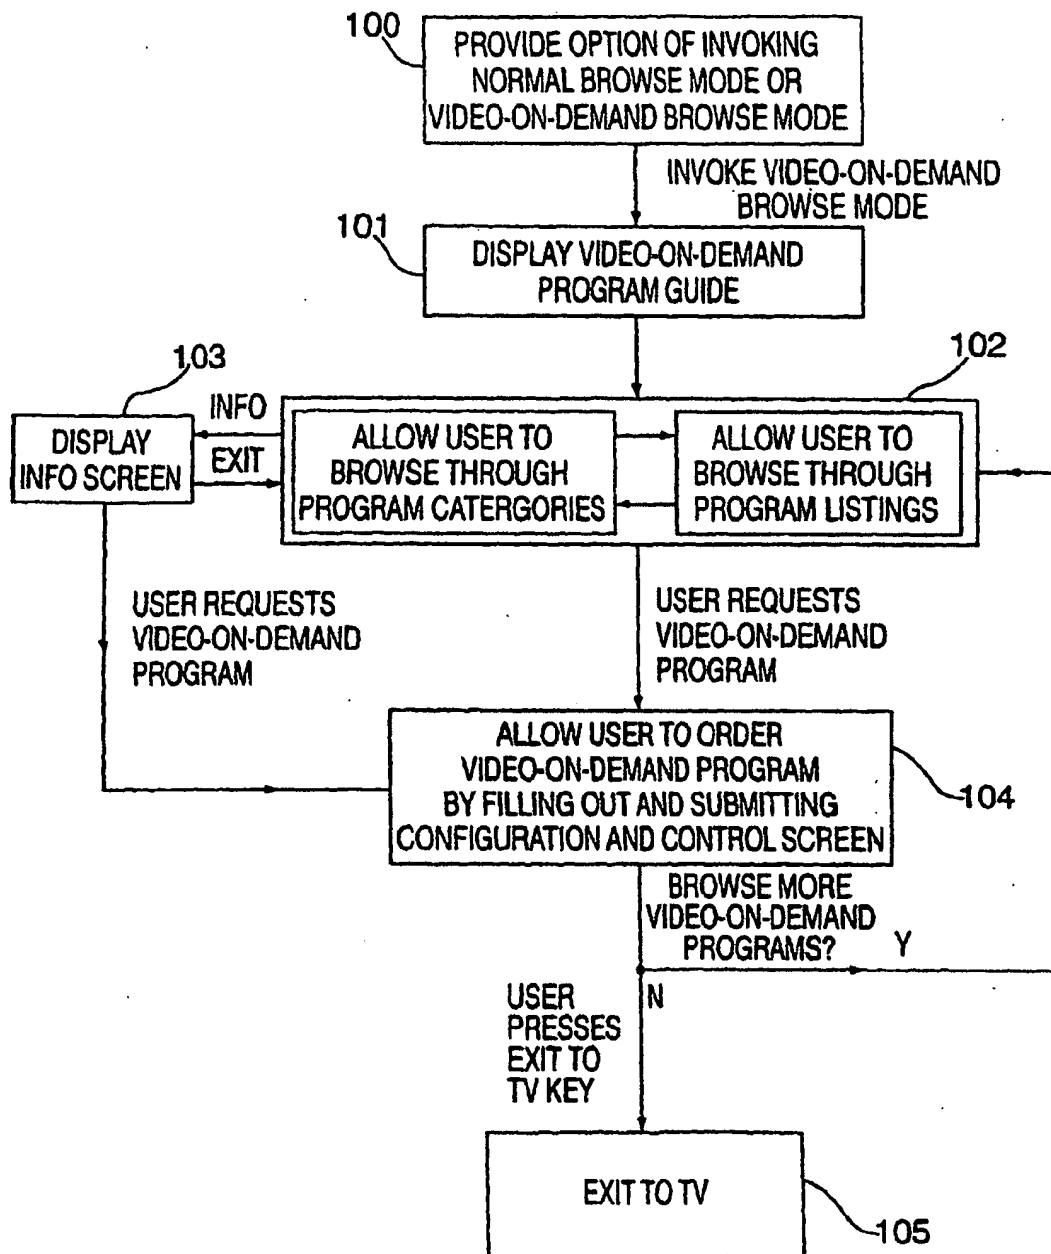 100
PROVIDE OPTION OF INVOKING
NORMAL BROWSE MODE OR
VIDEO-ON-DEMAND BROWSE MODE
INVOKE VIDEO-ON-DEMAND
BROWSE MODE
101
DISPLAY VIDEO-ON-DEMAND
PROGRAM GUIDE
102
103
DISPLAY
INFO SCREEN
INFO
EXIT
ALLOW USER TO
BROWSE THROUGH
PROGRAM CATERGORIES
ALLOW USER TO
BROWSE THROUGH
PROGRAM LISTINGS
USER REQUESTS
VIDEO-ON-DEMAND
PROGRAM
USER REQUESTS
VIDEO-ON-DEMAND
PROGRAM
ALLOW USER TO ORDER
VIDEO-ON-DEMAND PROGRAM
BY FILLING OUT AND SUBMITTING
CONFIGURATION AND CONTROL SCREEN
104
BROWSE MORE
VIDEO-ON-DEMAND
PROGRAMS?
Y
N
USER
PRESSES
EXIT TO
TV KEY
EXIT TO TV
105